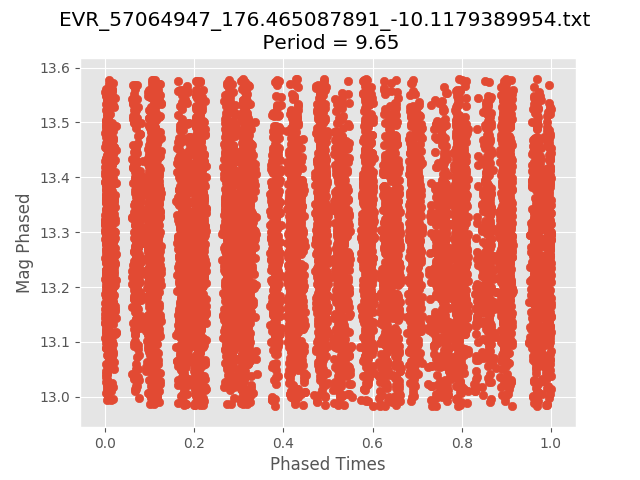 EVR_57064947_176.465087891_-10.1179389954.txt
Period = 9.65
13.6
13.5
13.4
13.3
13.2
13.1
13.0
Mag Phased
0.0 0.2 0.4 0.6 0.8 1.0
Phased Times